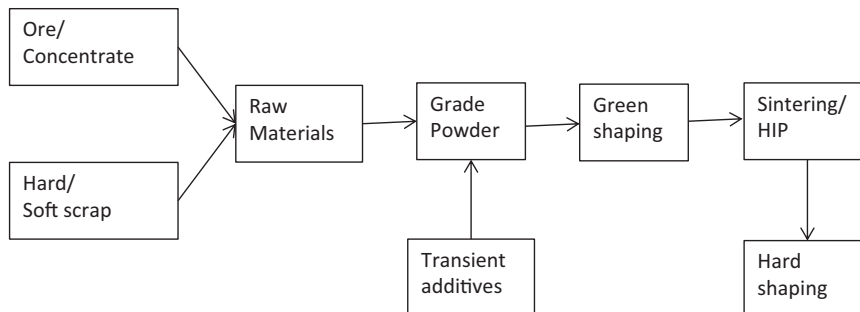 Ore/
Concentrate
Hard/
Soft scrap
Raw
Materials
Grade
Powder
Transient
additives
Green
shaping
Sintering/
HIP
Hard
shaping